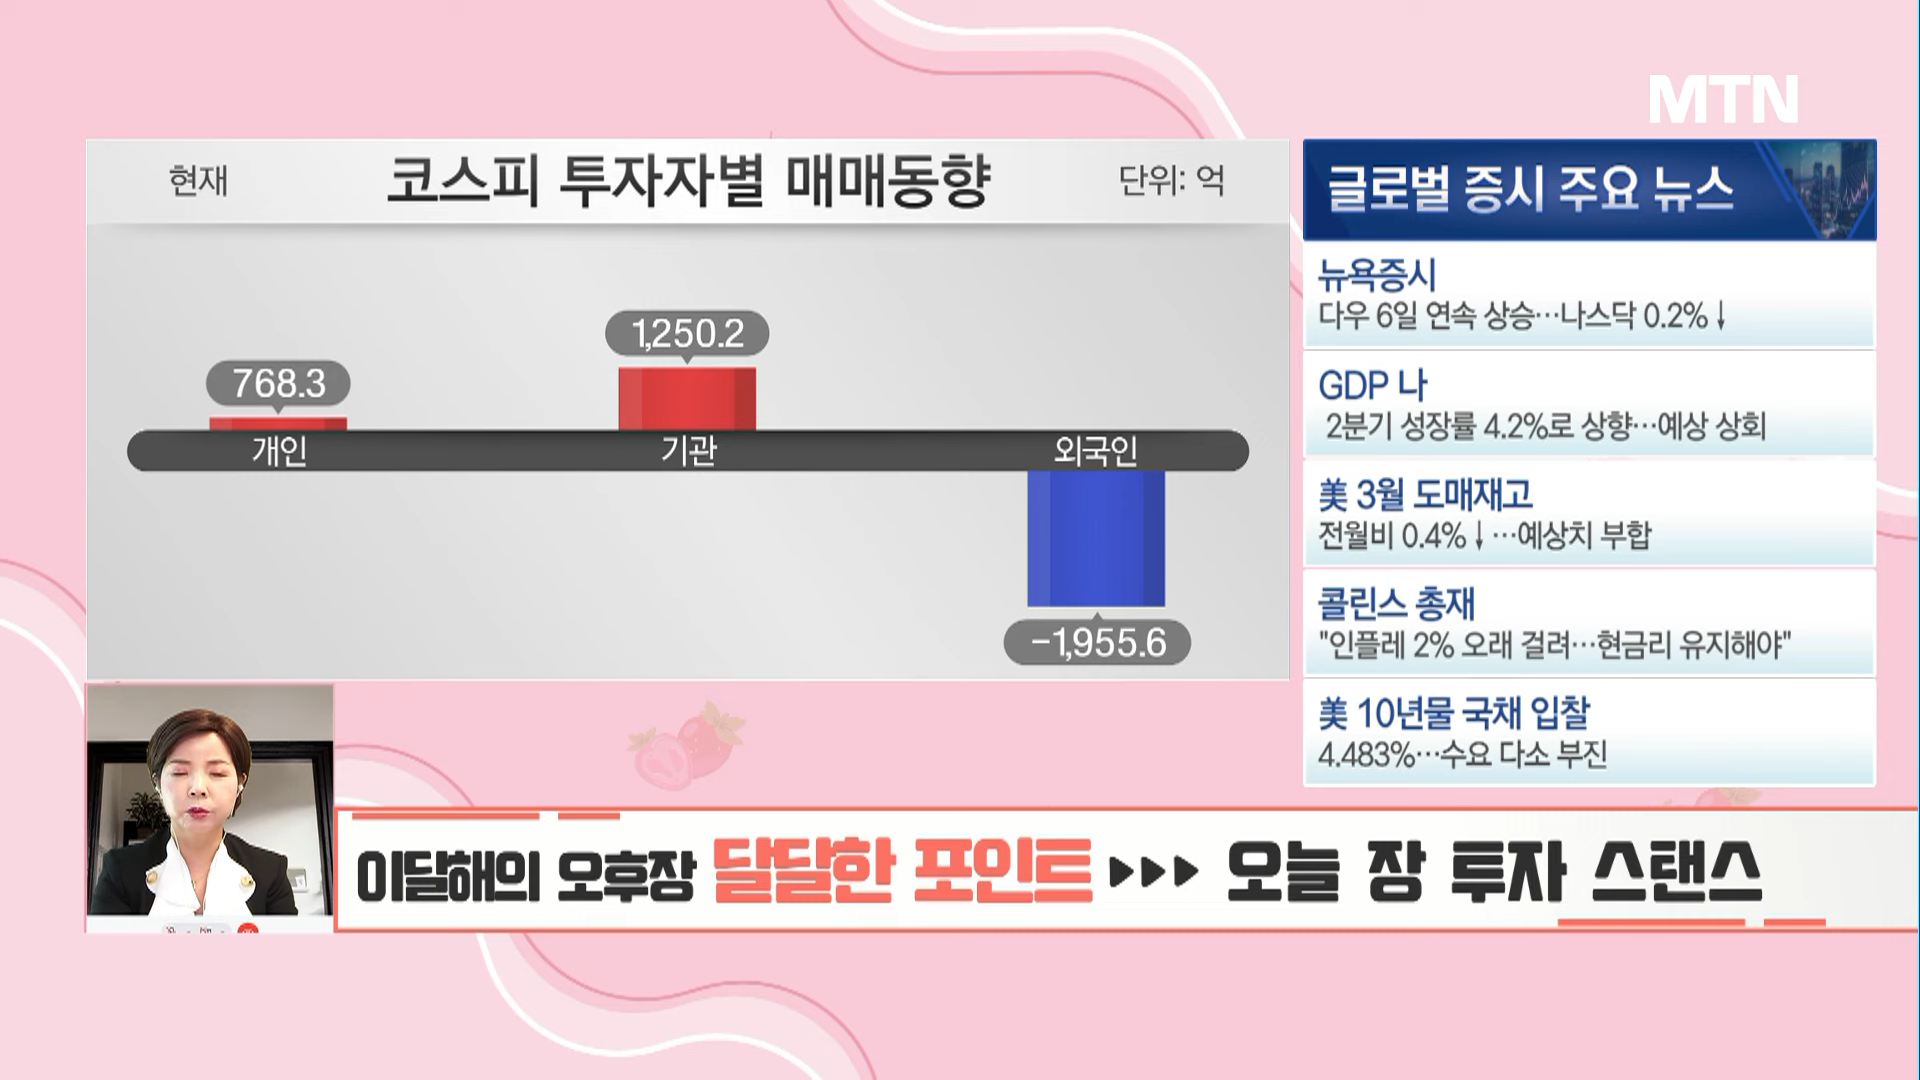 MTN
현재
코스피 투자자별 매매동향
단위: 억
768.3
1,250.2
개인
기관
외국인
-1,955.6
글로벌 증시 주요 뉴스
뉴욕증시
다우 6일 연속 상승…나스닥 0.2%↓
GDP 나
2분기 성장률 4.2%로 상향…예상 상회
美 3월 도매재고
전월비 0.4%↓…예상치 부합
콜린스 총재
"인플레 2% 오래 걸려…현금리 유지해야"
美 10년물 국채 입찰
4.483%…수요 다소 부진
이달해의 오후장 달달한 포인트▶▶▶ 오늘 장 투자 스탠스